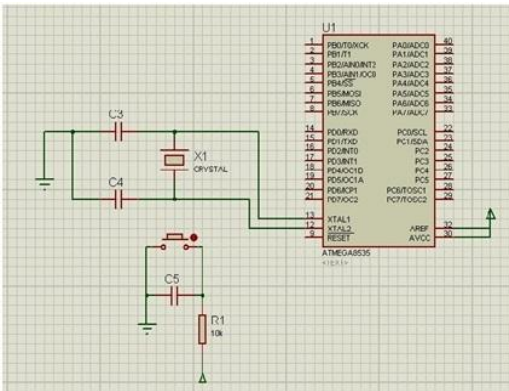 U1
1 PB0/T0/XCK PA0/ADC0 40
2 PB1/T1 PA1/ADC1 39
3 PB2/AIN0/INT2 PA2/ADC2 38
4 PB3/AIN1/OC0 PA3/ADC3 37
5 PB4/SS PA4/ADC4 36
6 PB5/MOSI PA5/ADC5 35
7 PB6/MISO PA6/ADC6 34
8 PB7/SCK PA7/ADC7 33
14 PD0/RXD PC0/SCL 22
15 PD1/TXD PC1/SDA 23
16 PD2/INT0 PC2 24
17 PD3/INT1 PC3 25
18 PD4/OC1B PC4 26
19 PD5/OC1A PC5 27
20 PD6/ICP1 PC6/TOSC1 28
21 PD7/OC2 PC7/TOSC2 29
13 XTAL1
12 XTAL2 AREF 32
9 RESET AVCC 30
ATMEGA8535
<TEXT>
C3
X1
CRYSTAL
C4
C5
R1
10k